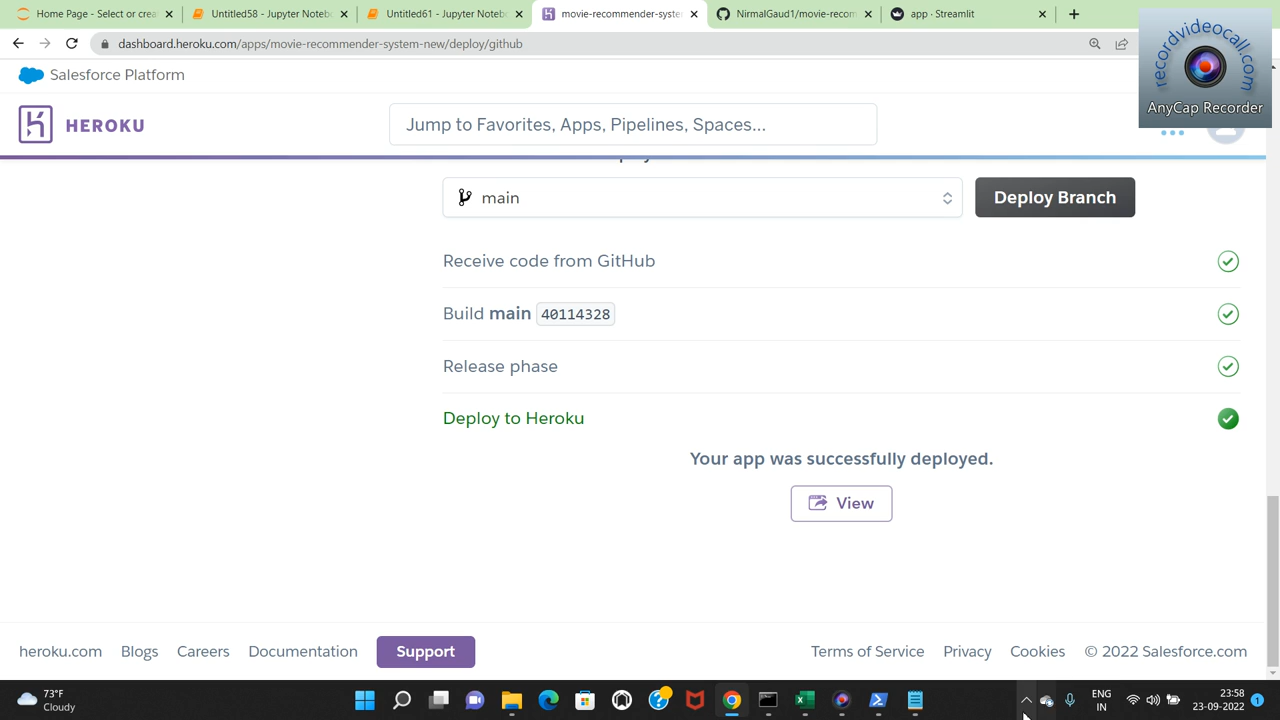 Home Page - Select or crea
Untitled58 - Jupyter Noteb
Untitled61 - Jupyter Noteb
movie-recommender-syste
NirmalGaud1/movie-recom
app · Streamlit
dashboard.heroku.com/apps/movie-recommender-system-new/deploy/github
recordvideocall.com
AnyCap Recorder
Salesforce Platform
HEROKU
Jump to Favorites, Apps, Pipelines, Spaces...
main
Deploy Branch
Receive code from GitHub
Build main 40114328
Release phase
Deploy to Heroku
Your app was successfully deployed.
View
heroku.com Blogs Careers Documentation Support Terms of Service Privacy Cookies © 2022 Salesforce.com
73°F
Cloudy
ENG
IN
23:58
23-09-2022
1